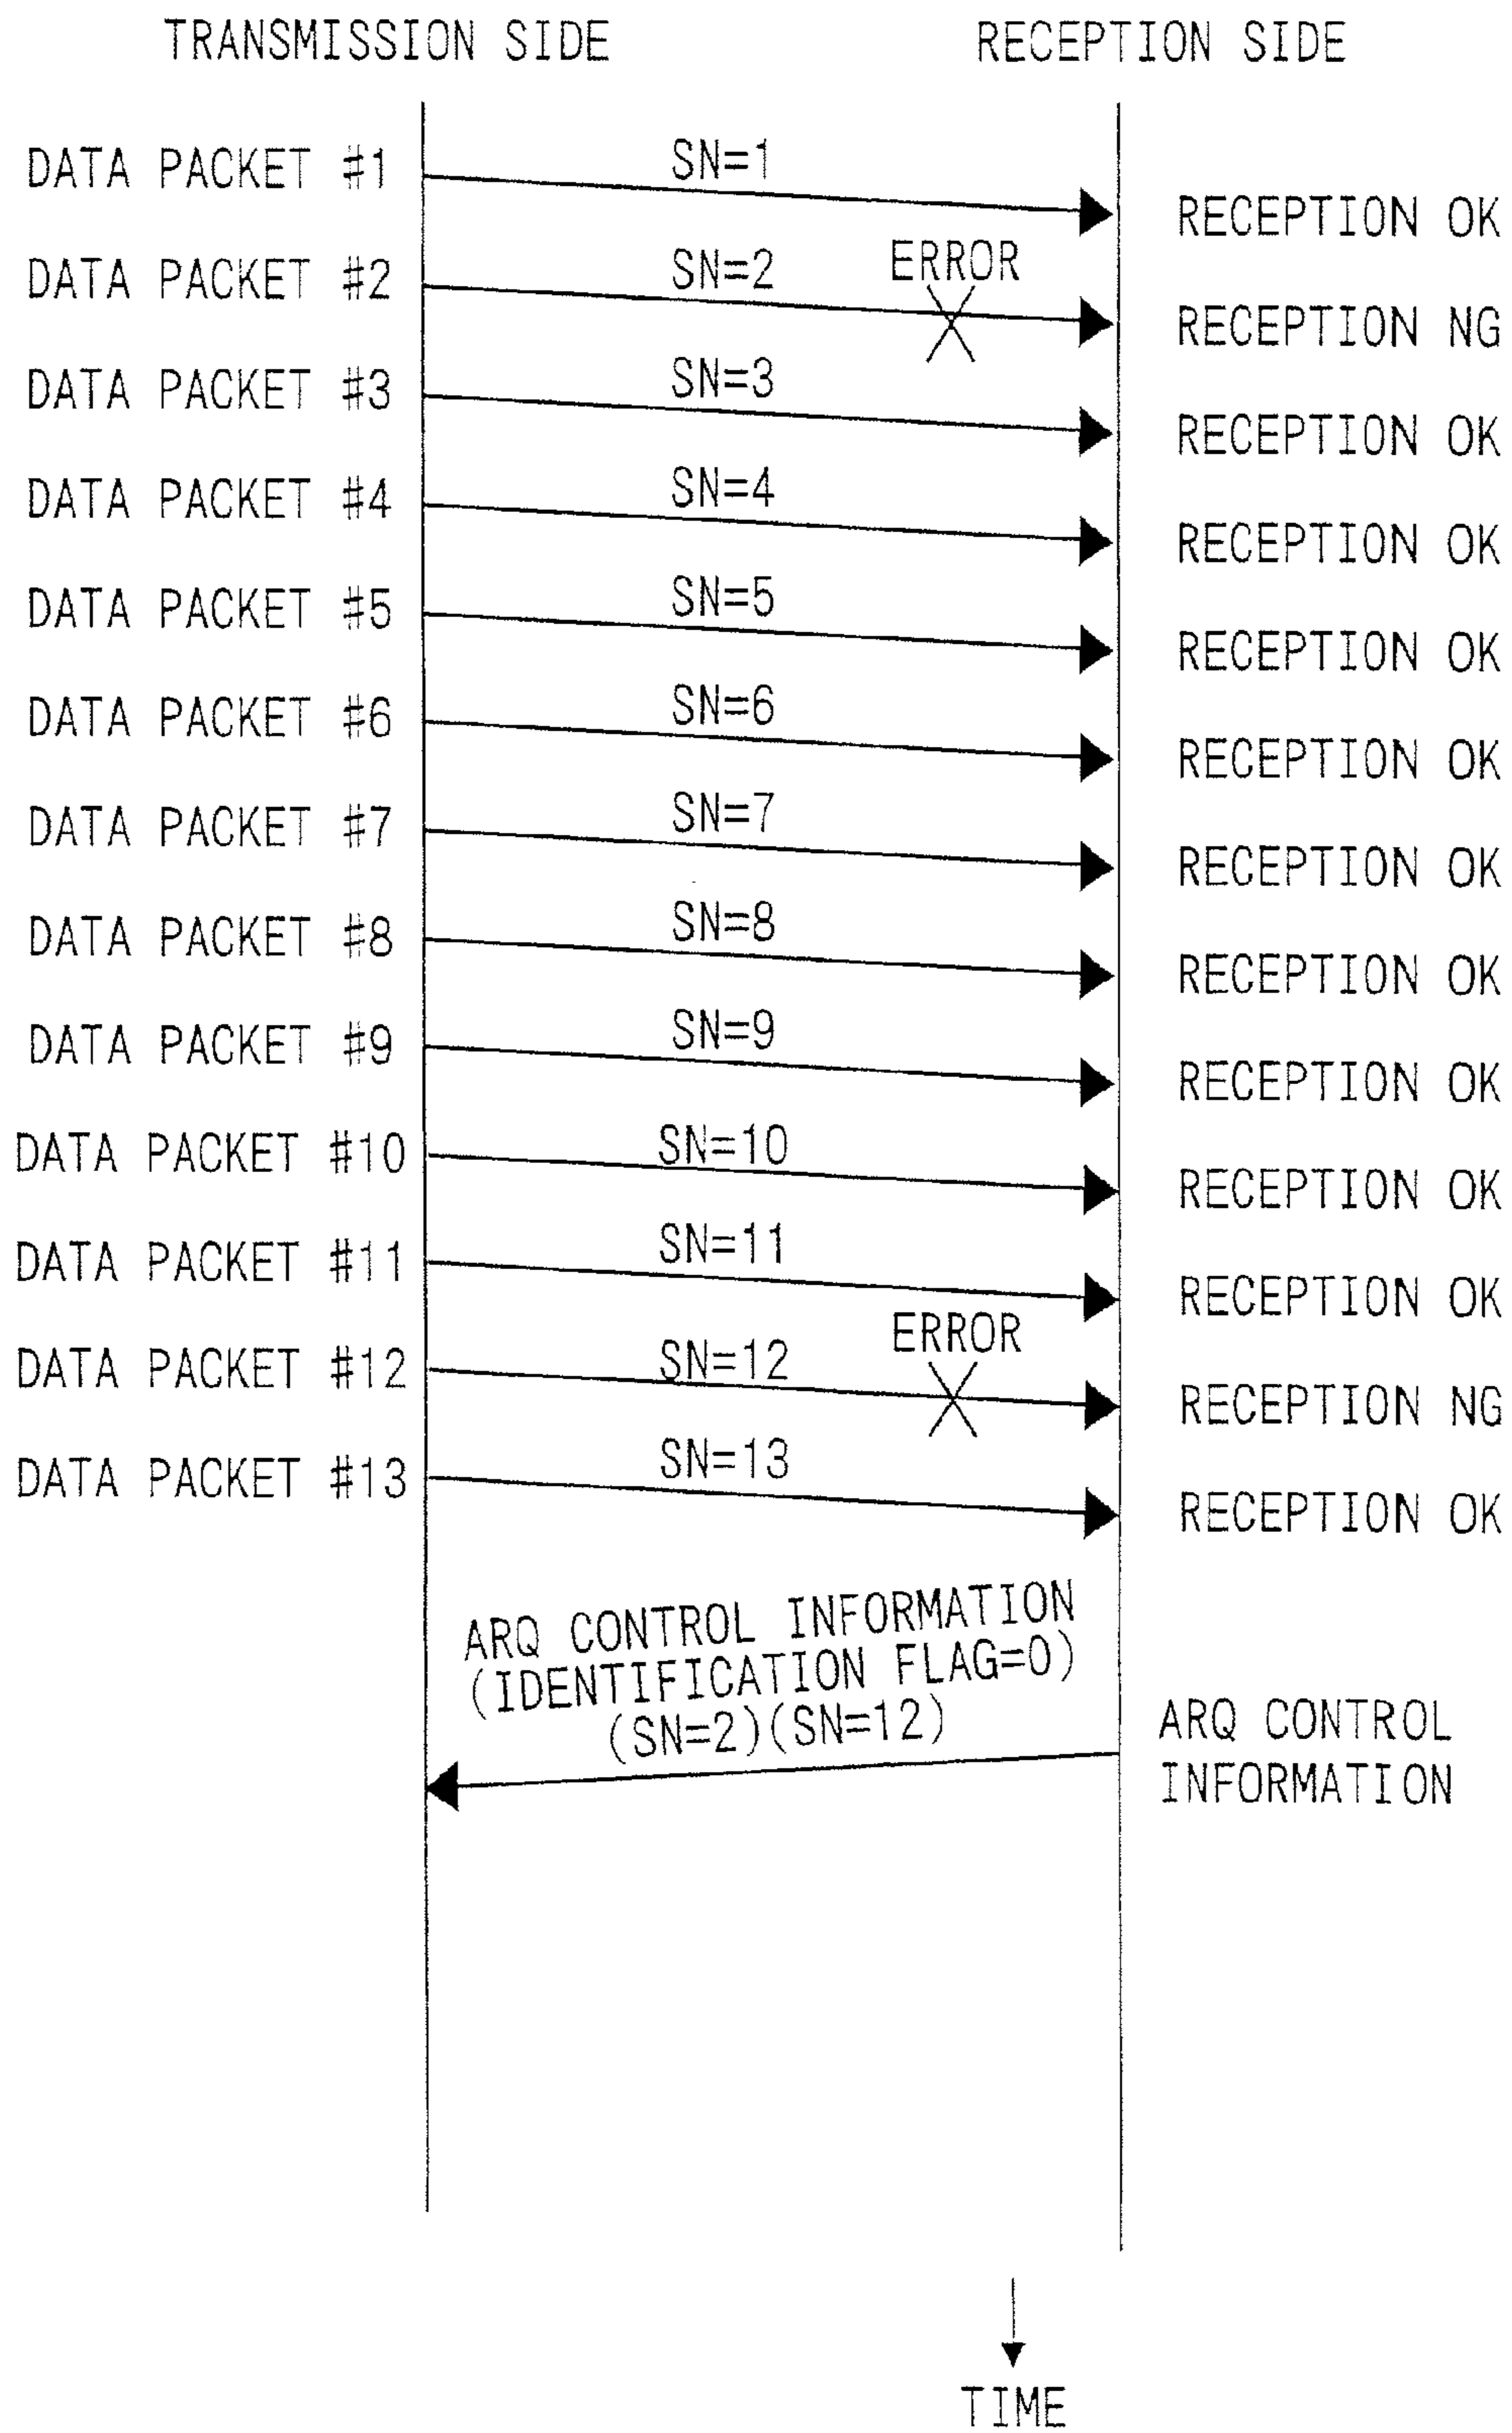 TRANSMISSION SIDE
RECEPTION SIDE
DATA PACKET #1
SN=1
RECEPTION OK
DATA PACKET #2
SN=2
ERROR
RECEPTION NG
DATA PACKET #3
SN=3
RECEPTION OK
DATA PACKET #4
SN=4
RECEPTION OK
DATA PACKET #5
SN=5
RECEPTION OK
DATA PACKET #6
SN=6
RECEPTION OK
DATA PACKET #7
SN=7
RECEPTION OK
DATA PACKET #8
SN=8
RECEPTION OK
DATA PACKET #9
SN=9
RECEPTION OK
DATA PACKET #10
SN=10
RECEPTION OK
DATA PACKET #11
SN=11
RECEPTION OK
DATA PACKET #12
SN=12
ERROR
RECEPTION NG
DATA PACKET #13
SN=13
RECEPTION OK
ARQ CONTROL INFORMATION
(IDENTIFICATION FLAG=0)
(SN=2)(SN=12)
ARQ CONTROL
INFORMATION
TIME